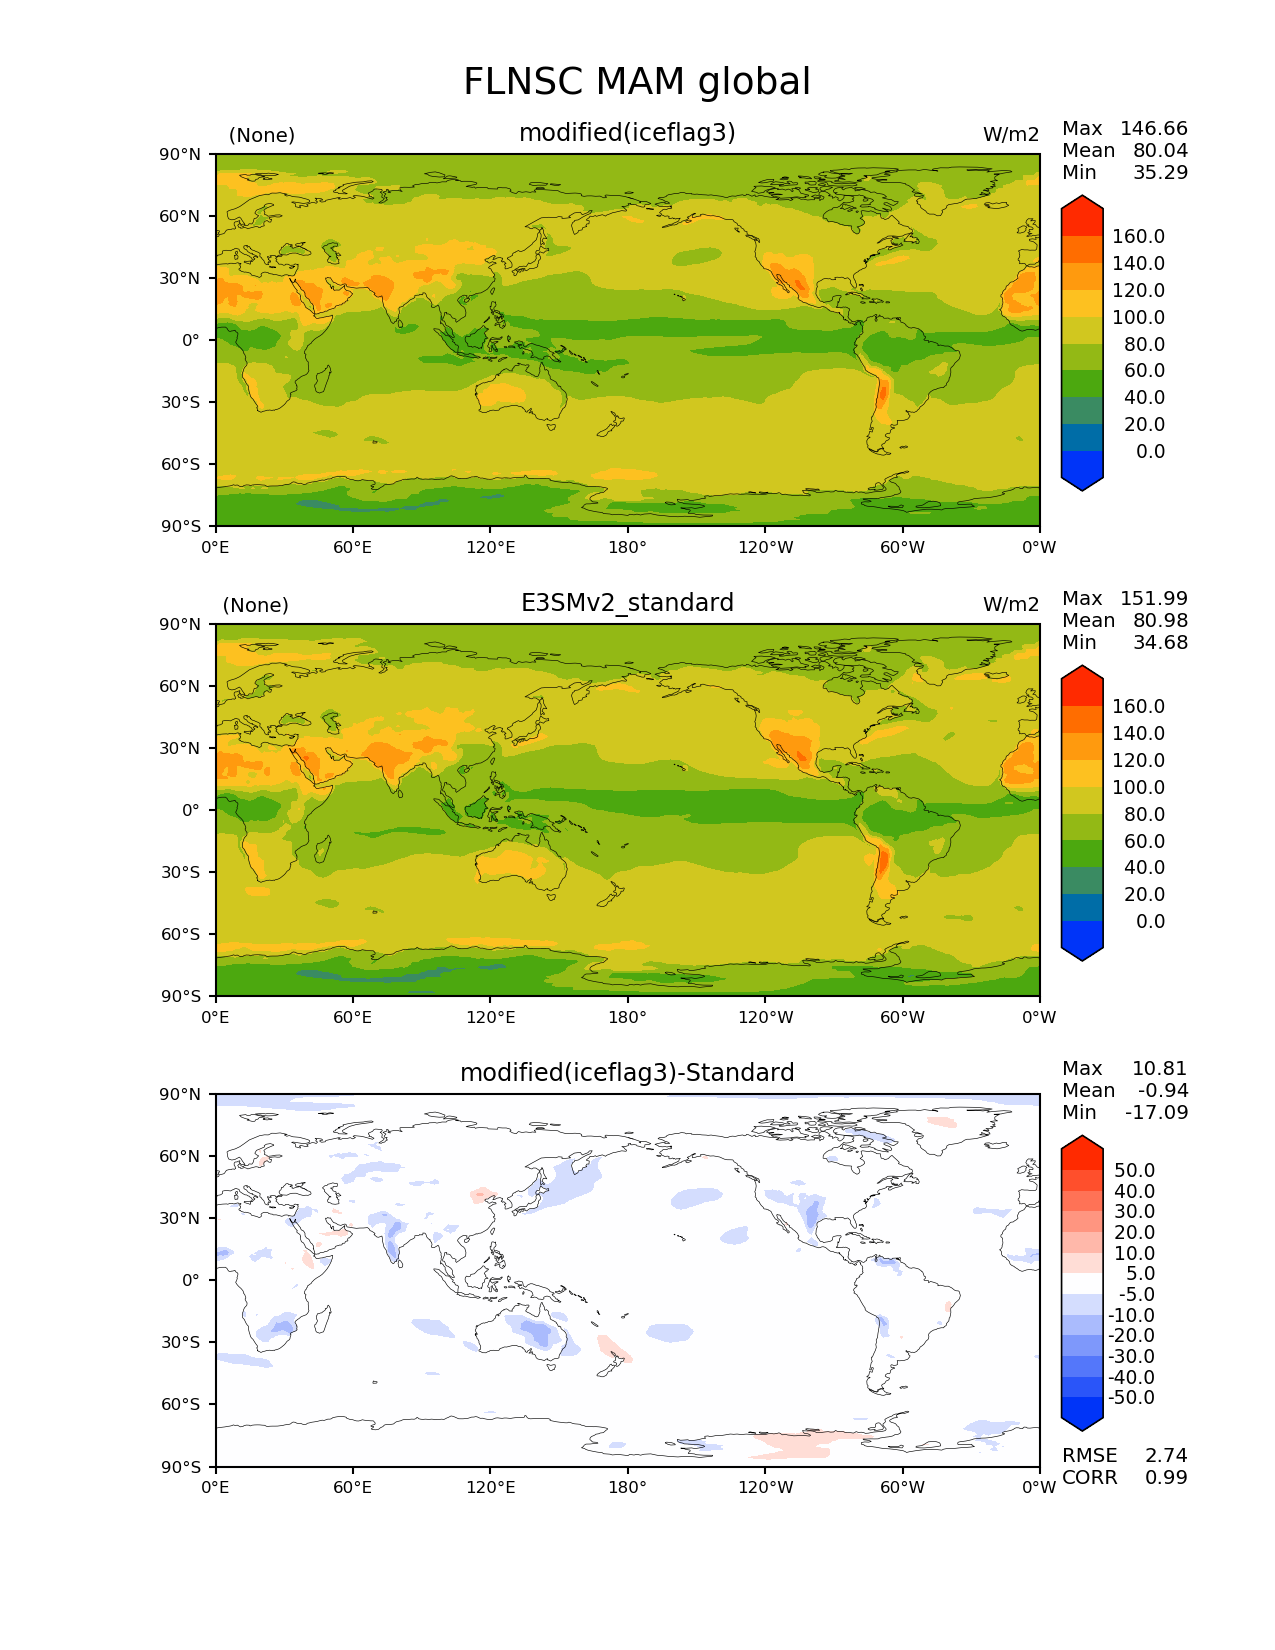 FLNSC MAM global
(None) modified(iceflag3) W/m2
Max 146.66
Mean 80.04
Min 35.29
90°N
60°N
30°N
0°
30°S
60°S
90°S
0°E 60°E 120°E 180° 120°W 60°W 0°W
160.0
140.0
120.0
100.0
80.0
60.0
40.0
20.0
0.0
(None) E3SMv2_standard W/m2
Max 151.99
Mean 80.98
Min 34.68
90°N
60°N
30°N
0°
30°S
60°S
90°S
0°E 60°E 120°E 180° 120°W 60°W 0°W
160.0
140.0
120.0
100.0
80.0
60.0
40.0
20.0
0.0
modified(iceflag3)-Standard
Max 10.81
Mean -0.94
Min -17.09
90°N
60°N
30°N
0°
30°S
60°S
90°S
0°E 60°E 120°E 180° 120°W 60°W 0°W
50.0
40.0
30.0
20.0
10.0
5.0
-5.0
-10.0
-20.0
-30.0
-40.0
-50.0
RMSE 2.74
CORR 0.99